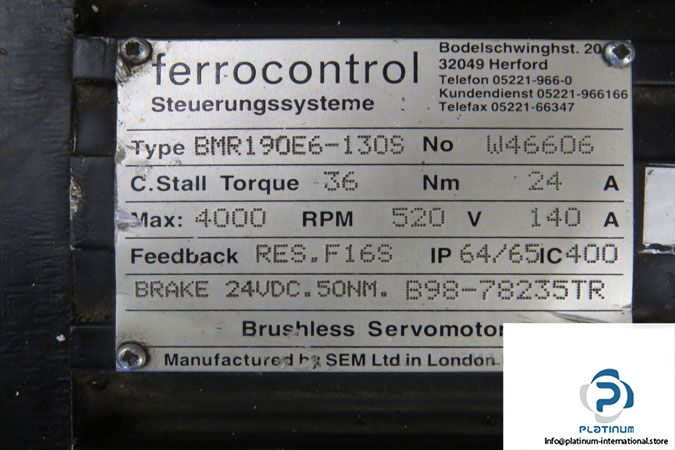 ferrocontrol
Steuerungssysteme
Bodelschwinghst. 20
32049 Herford
Telefon 05221-966-0
Kundendienst 05221-966166
Telefax 05221-66347
Type BMR190E6-130S No W46606
C.Stall Torque 36 Nm 24 A
Max: 4000 RPM 520 V 140 A
Feedback RES.F16S IP 64/65 IC400
BRAKE 24VDC.50NM. B98-78235TR
Brushless Servomotor
Manufactured by SEM Ltd in London
PLATINUM
Info@platinum-international.store